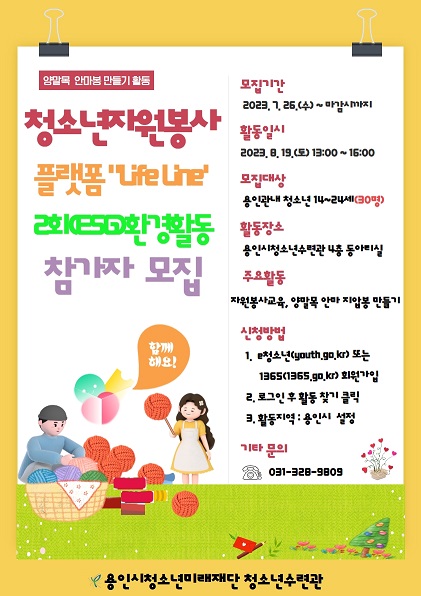 양말목 안마봉 만들기 활동
청소년자원봉사
플랫폼 "Life Line'
2회(ESG)환경활동
참가자 모집
함께
해요!
모집기간
2023. 7. 26.(수) ~ 마감시까지
활동일시
2023. 8. 19.(토) 13:00 ~ 16:00
모집대상
용인관내 청소년 14~24세(30명)
활동장소
용인시청소년수련관 4층 동아리실
주요활동
자원봉사교육, 양말목 안마 지압봉 만들기
신청방법
1. e청소년(youth.go.kr) 또는
1365(1365.go.kr) 회원가입
2. 로그인 후 활동 찾기 클릭
3. 활동지역 : 용인시 설정
기타 문의
031-328-9809
용인시청소년미래재단 청소년수련관